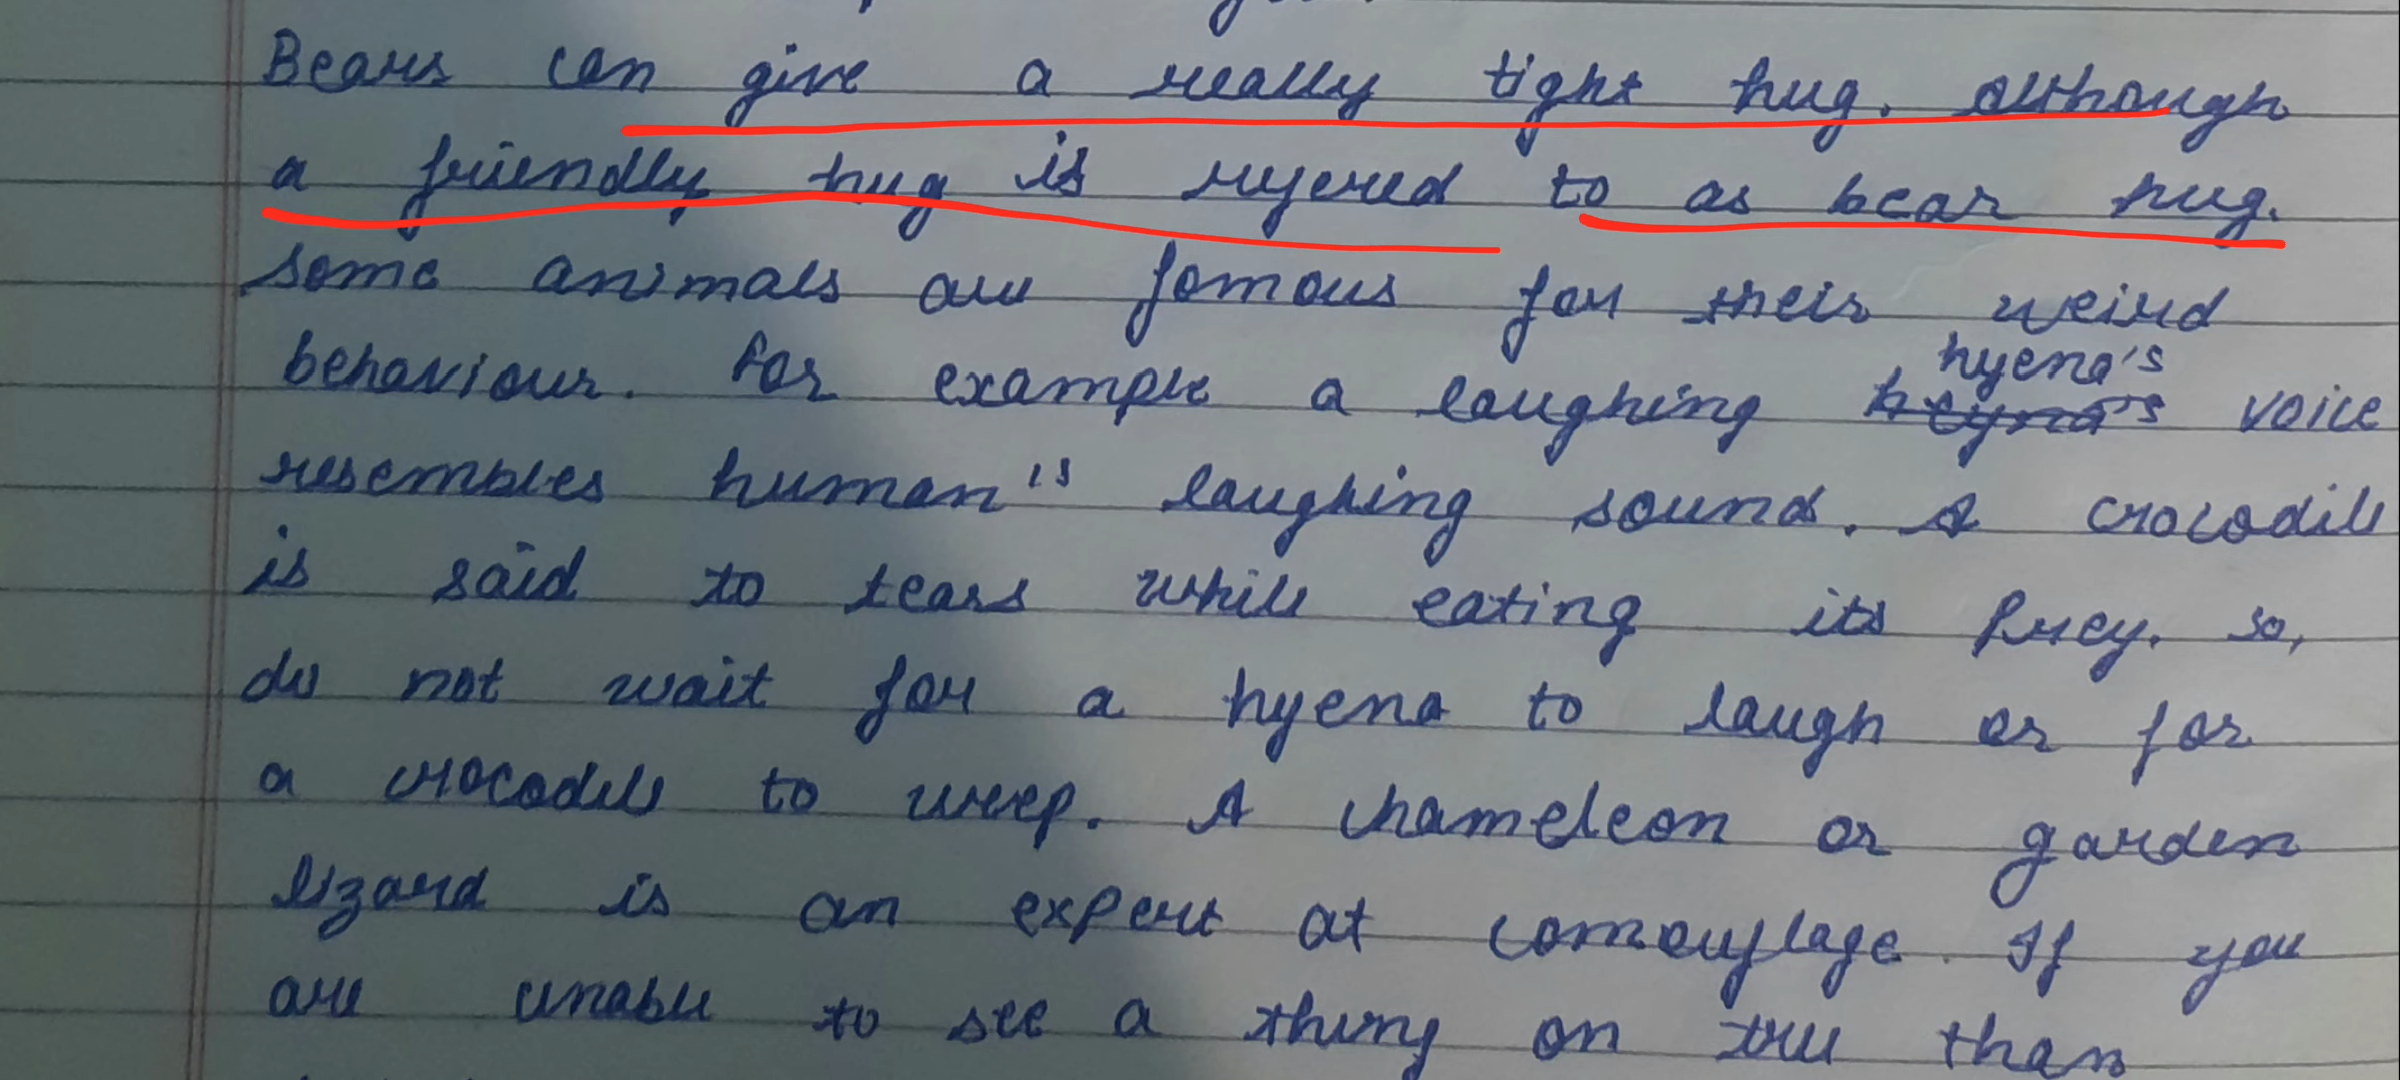 Bears can give a really tight hug. although
a friendly hug is refered to as bear hug.
some animals are famous for their weird
behaviour. For example a laughing hyena's voice
resembles human's laughing sound. A crocodile
is said to tears while eating its prey. so,
do not wait for a hyena to laugh or for
a crocodile to weep. A chameleon or garden
lizard is an expert at camouflage. If you
are unable to see a thing on tree than